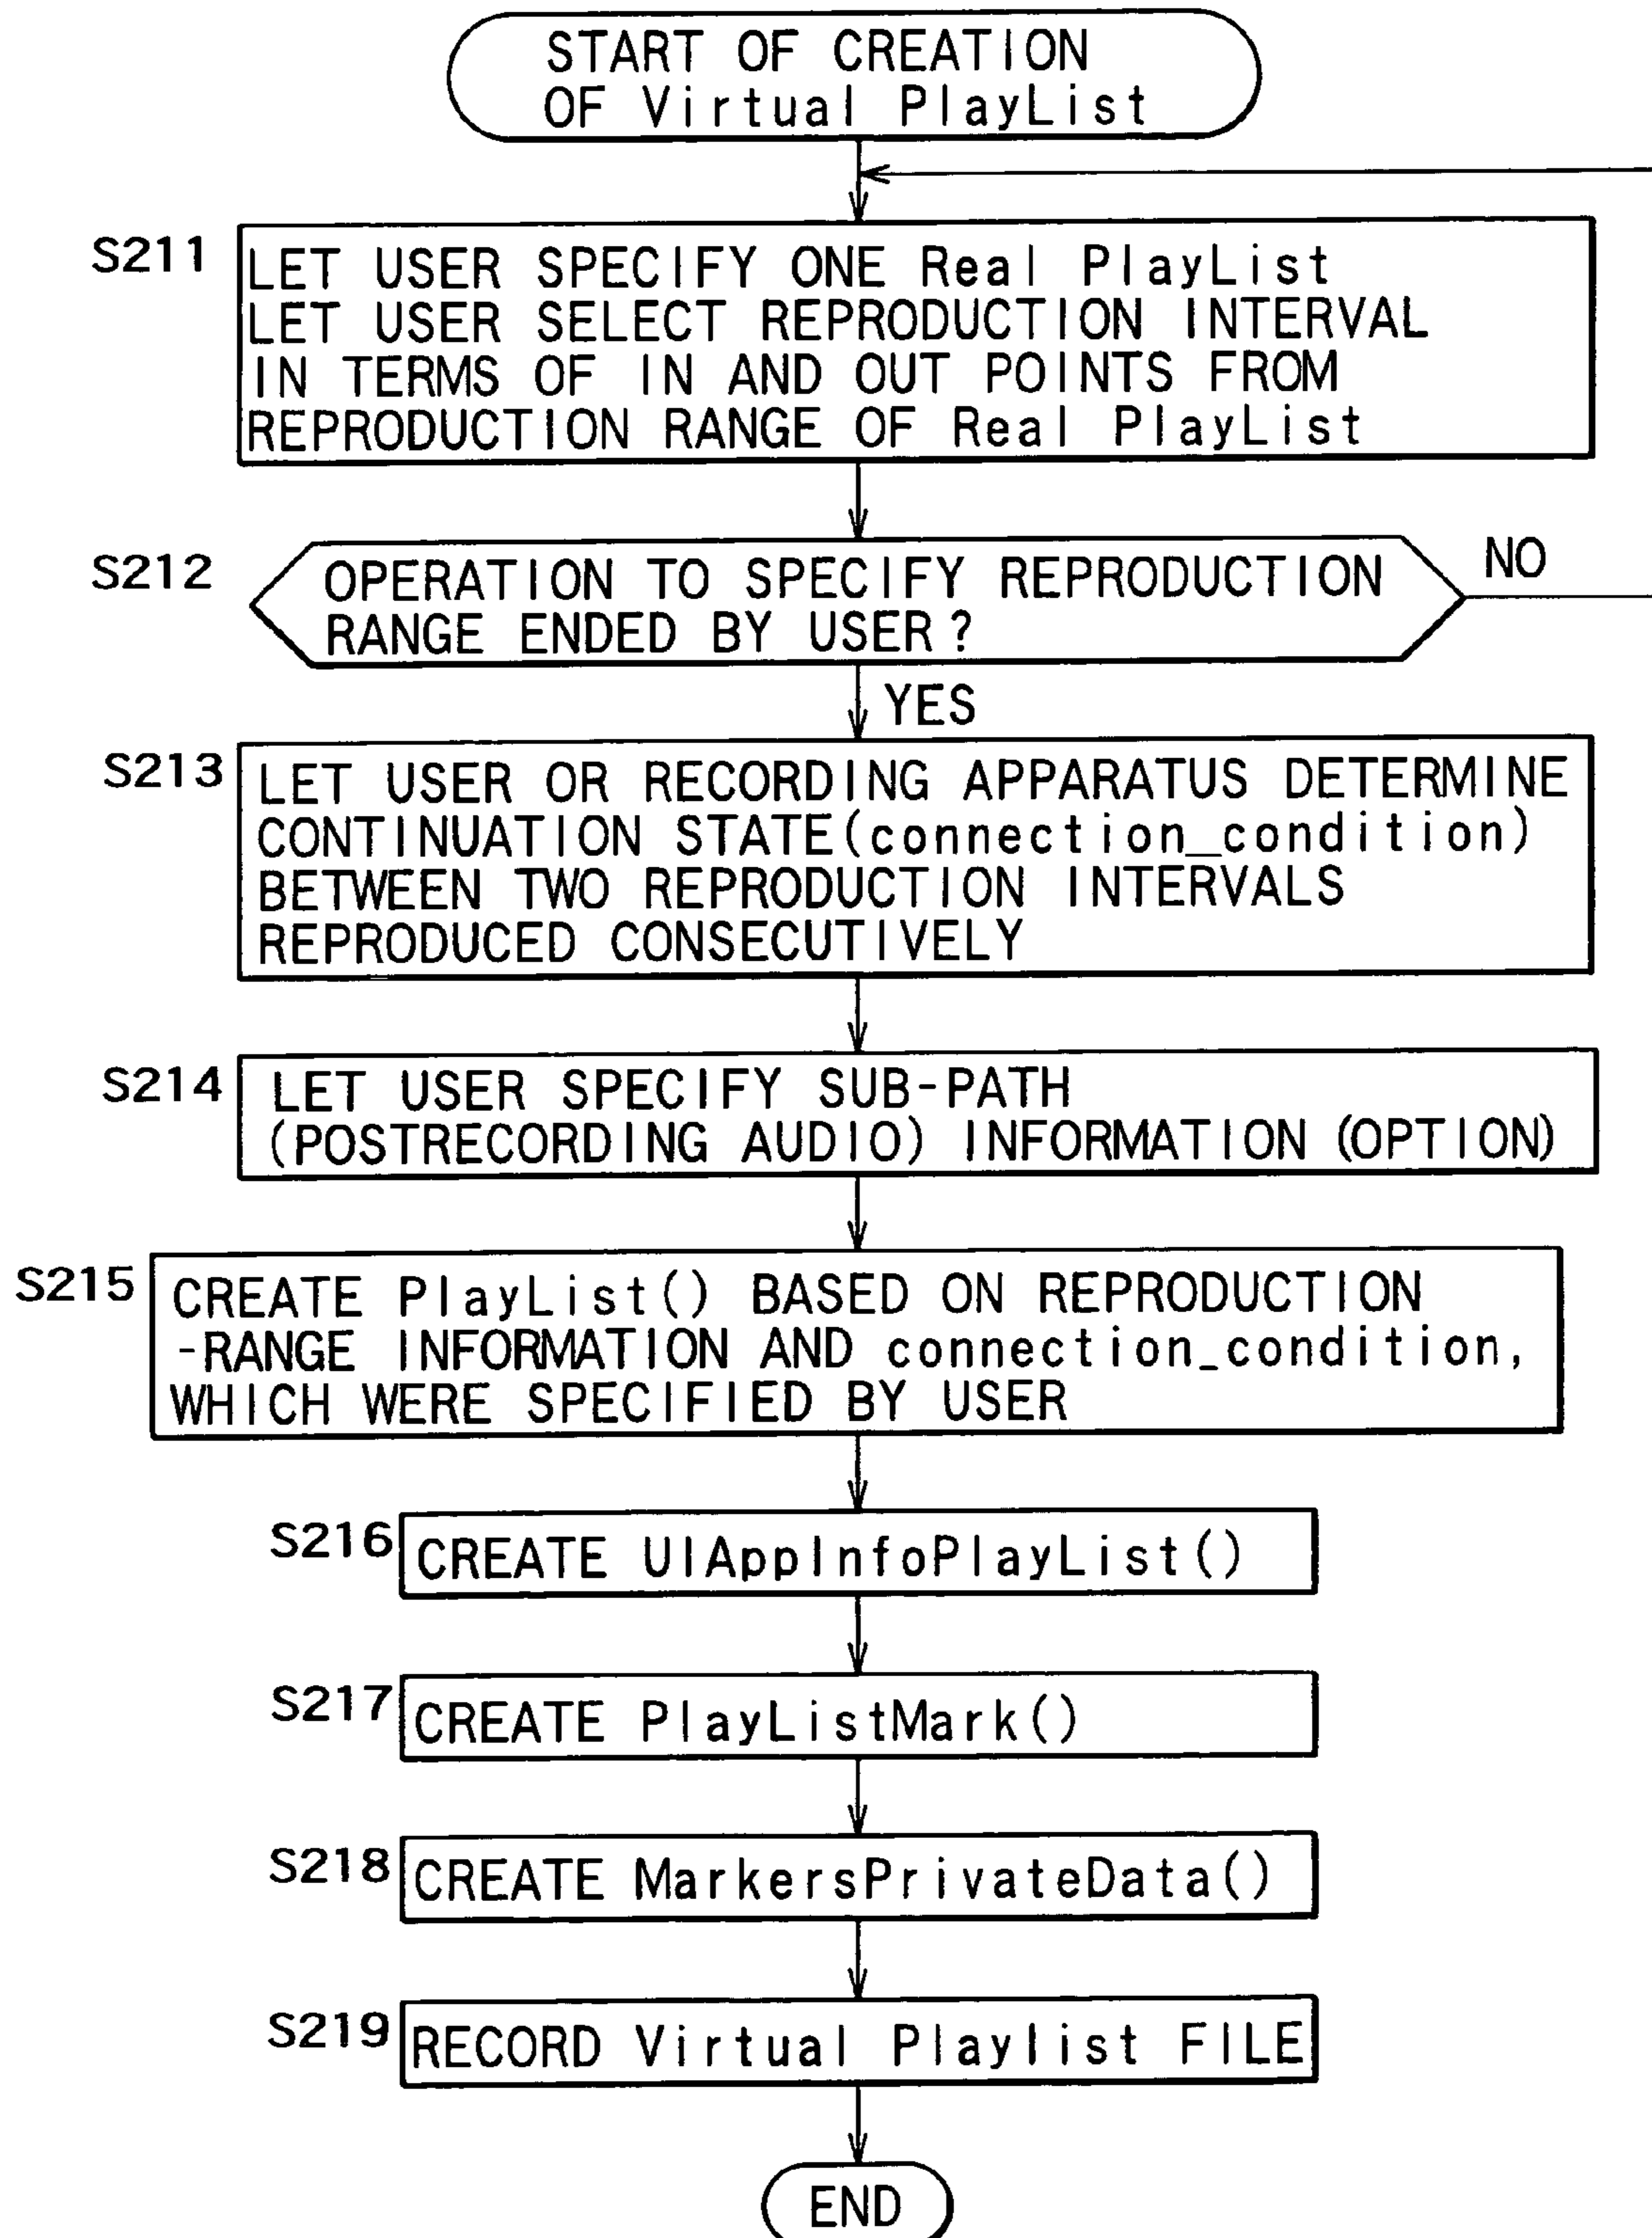 START OF CREATION
OF Virtual PlayList
S211
LET USER SPECIFY ONE Real PlayList
LET USER SELECT REPRODUCTION INTERVAL
IN TERMS OF IN AND OUT POINTS FROM
REPRODUCTION RANGE OF Real PlayList
S212
OPERATION TO SPECIFY REPRODUCTION
RANGE ENDED BY USER?
NO
YES
S213
LET USER OR RECORDING APPARATUS DETERMINE
CONTINUATION STATE(connection_condition)
BETWEEN TWO REPRODUCTION INTERVALS
REPRODUCED CONSECUTIVELY
S214
LET USER SPECIFY SUB-PATH
(POSTRECORDING AUDIO) INFORMATION (OPTION)
S215
CREATE PlayList() BASED ON REPRODUCTION
-RANGE INFORMATION AND connection_condition,
WHICH WERE SPECIFIED BY USER
S216
CREATE UIAppInfoPlayList()
S217
CREATE PlayListMark()
S218
CREATE MarkersPrivateData()
S219
RECORD Virtual Playlist FILE
END